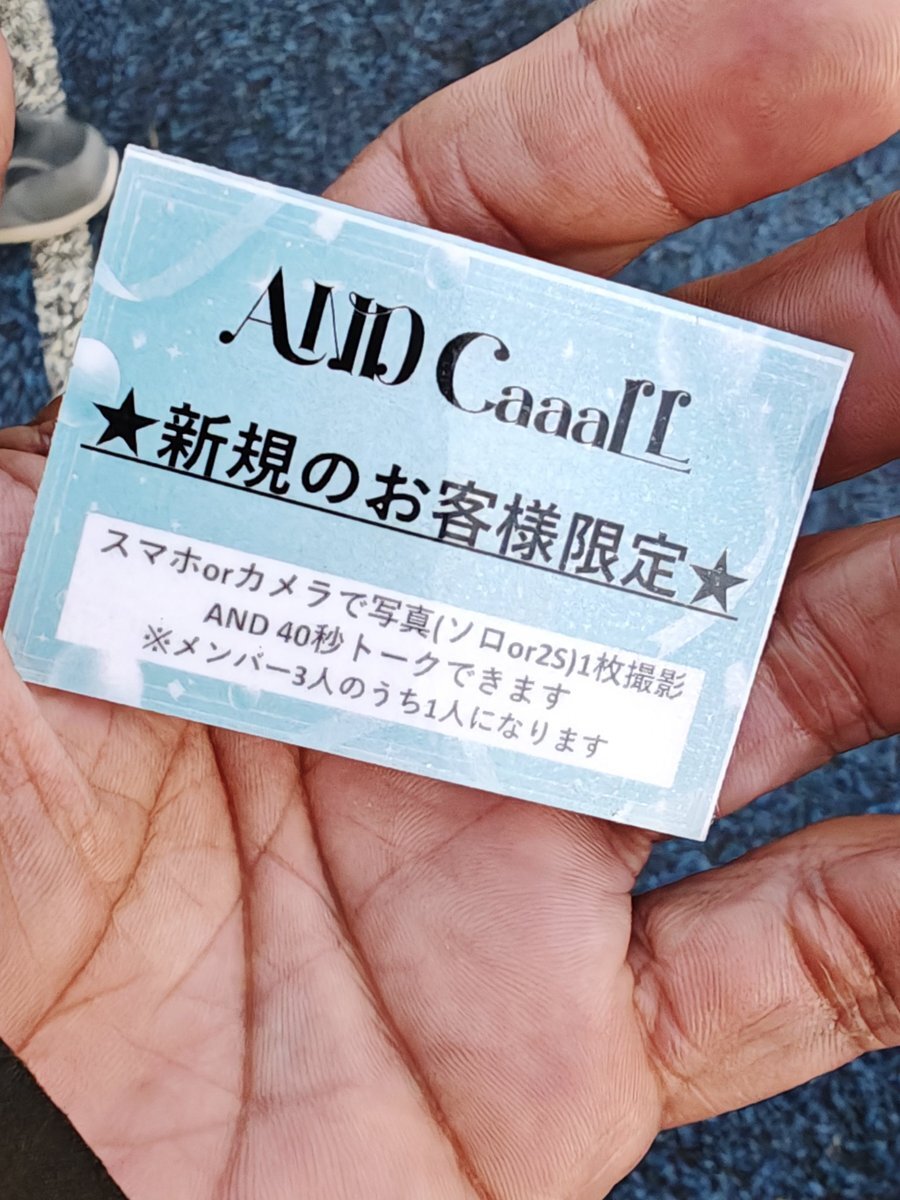 AND Caaall
★新規のお客様限定★
スマホorカメラで写真(ソロor2S)1枚撮影
AND 40秒トークできます
※メンバー3人のうち1人になります